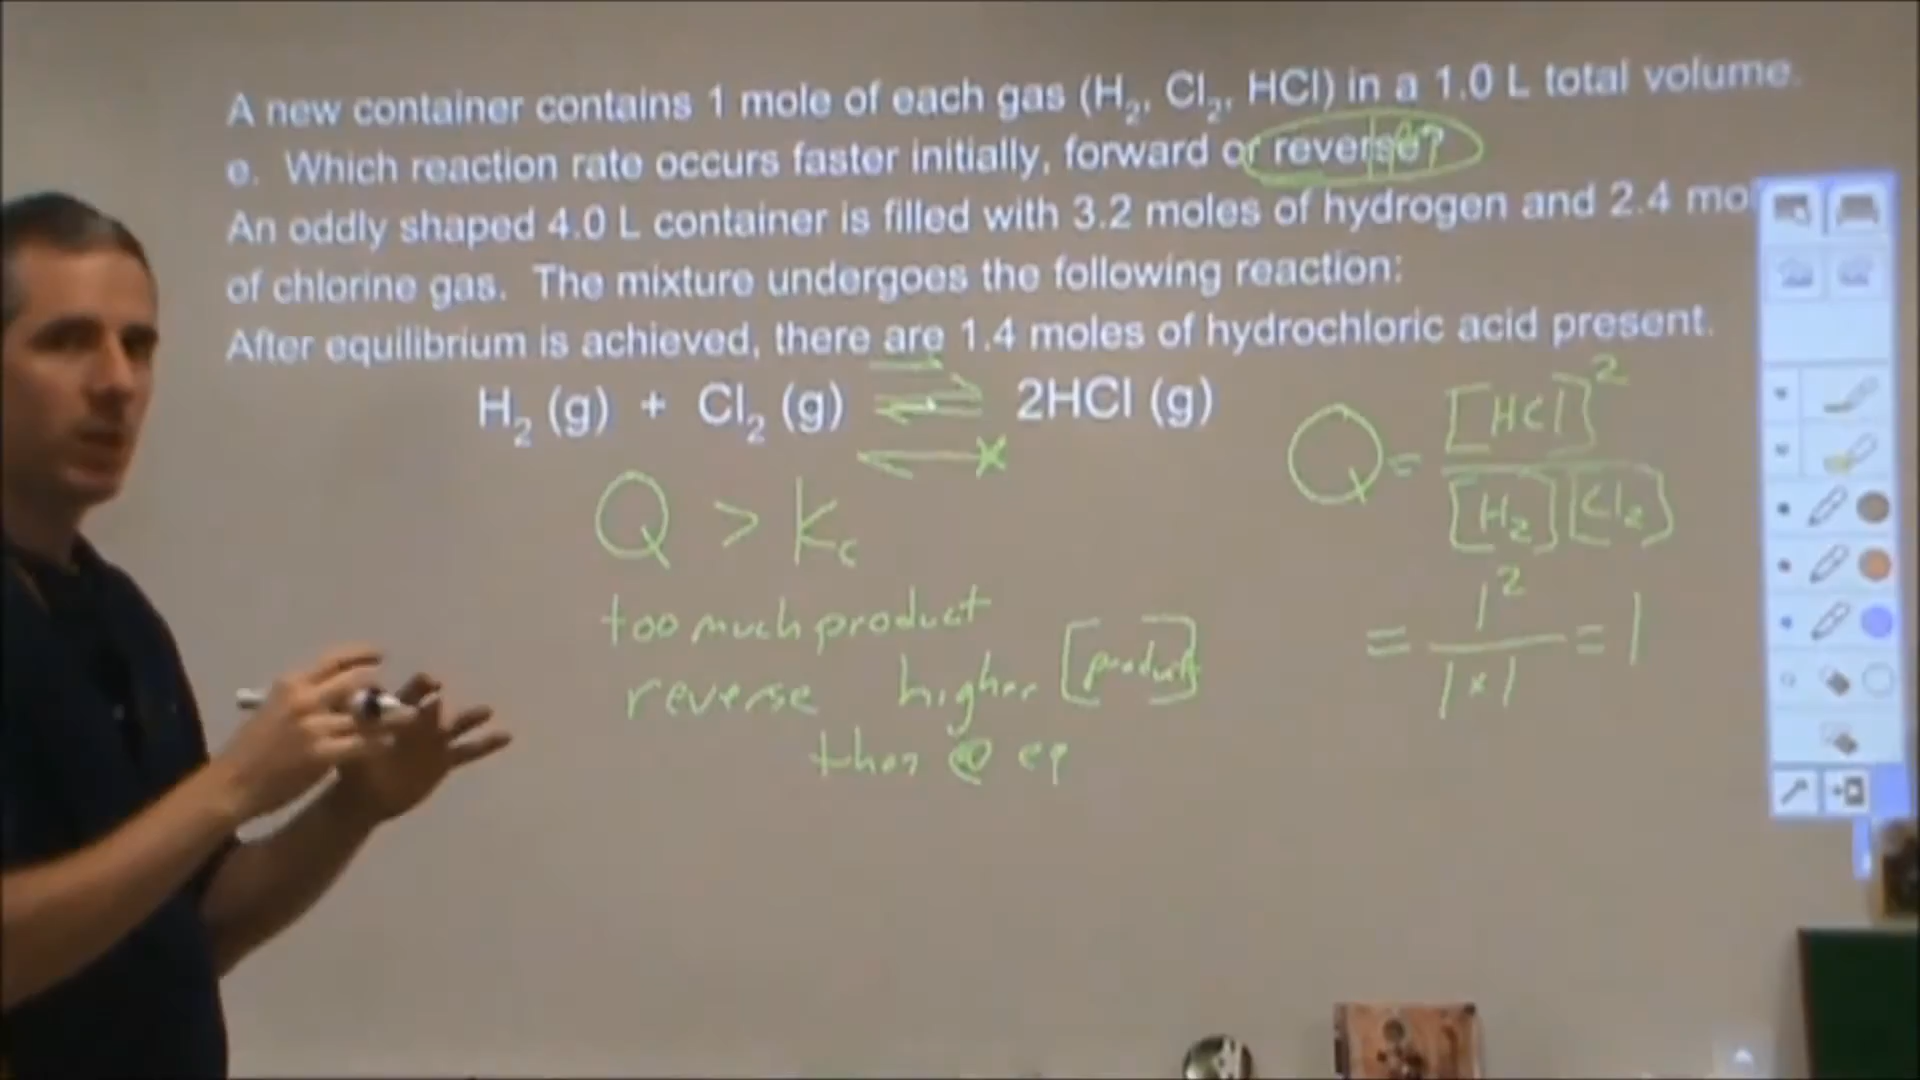 A new container contains 1 mole of each gas (H₂, Cl₂, HCl) in a 1.0 L total volume.
e. Which reaction rate occurs faster initially, forward or reverse?
An oddly shaped 4.0 L container is filled with 3.2 moles of hydrogen and 2.4 mo
of chlorine gas. The mixture undergoes the following reaction:
After equilibrium is achieved, there are 1.4 moles of hydrochloric acid present.
H₂ (g) + Cl₂ (g) ⇌ 2HCl (g)
Q = [HCl]² / [H₂][Cl₂]
= 1² / 1 × 1 = 1
Q > Kc
too much product
reverse higher [product]
than @ eq